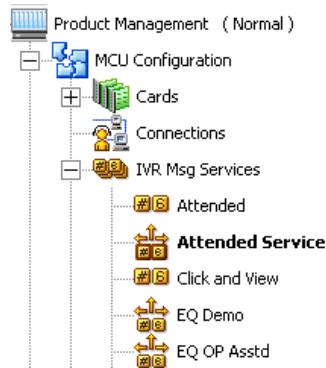 Product Management ( Normal )
MCU Configuration
Cards
Connections
IVR Msg Services
Attended
Attended Service
Click and View
EQ Demo
EQ OP Asstd